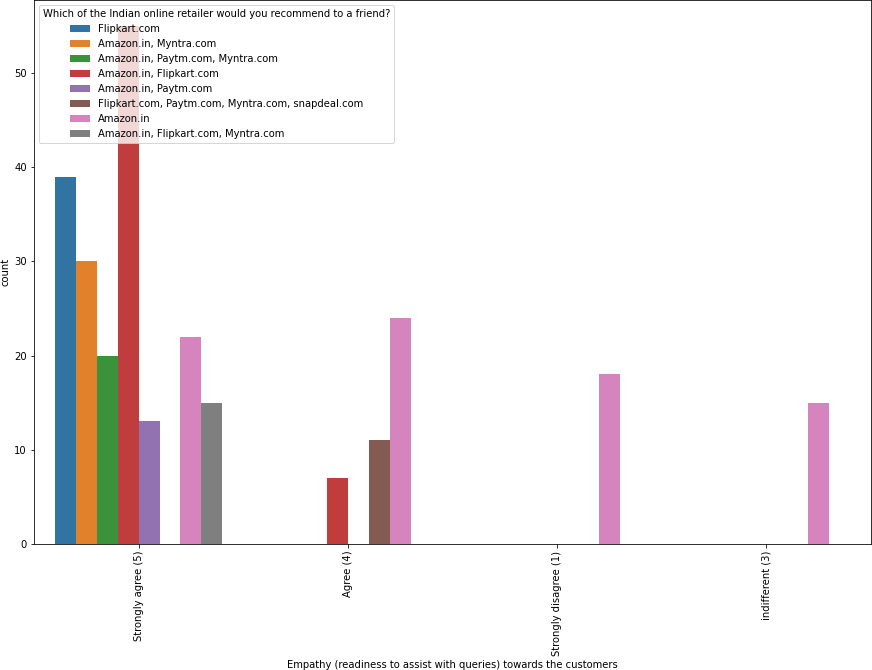 Which of the Indian online retailer would you recommend to a friend?
Flipkart.com
Amazon.in, Myntra.com
Amazon.in, Paytm.com, Myntra.com
Amazon.in, Flipkart.com
Amazon.in, Paytm.com
Flipkart.com, Paytm.com, Myntra.com, snapdeal.com
Amazon.in
Amazon.in, Flipkart.com, Myntra.com
50
40
30
20
10
0
count
Strongly agree (5)
Agree (4)
Strongly disagree (1)
indifferent (3)
Empathy (readiness to assist with queries) towards the customers